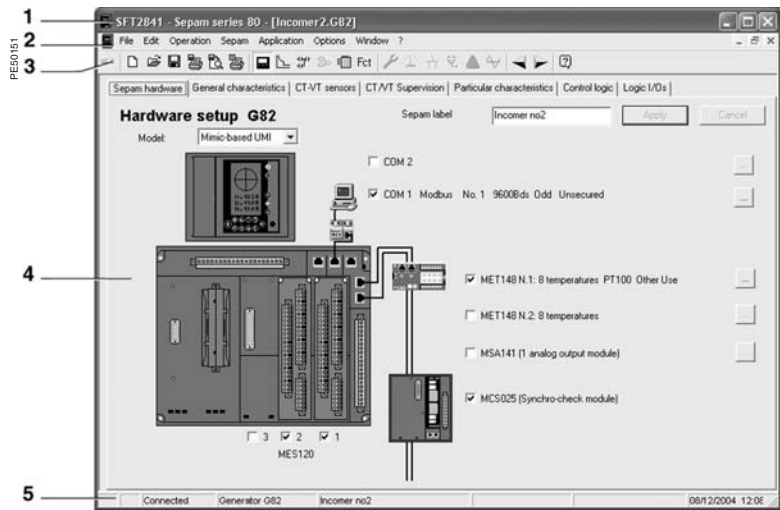 1
SFT2841 - Sepam series 80 - [Incomer2.G82]
PE50151
2
File Edit Operation Sepam Application Options Window ?
3
Fct
Sepam hardware General characteristics CT-VT sensors CT/VT Supervision Particular characteristics Control logic Logic I/Os
Hardware setup G82
Sepam label
Incomer no2
Apply
Cancel
Model:
Mimic-based UMI
COM 2
...
COM 1 Modbus No. 1 9600Bds Odd Unsecured
...
4
MET148 N.1: 8 temperatures PT100 Other Use
...
MET148 N.2: 8 temperatures
...
MSA141 (1 analog output module)
...
MCS025 (Synchro-check module)
3 2 1
MES120
5
Connected
Generator G82
Incomer no2
08/12/2004 12:08